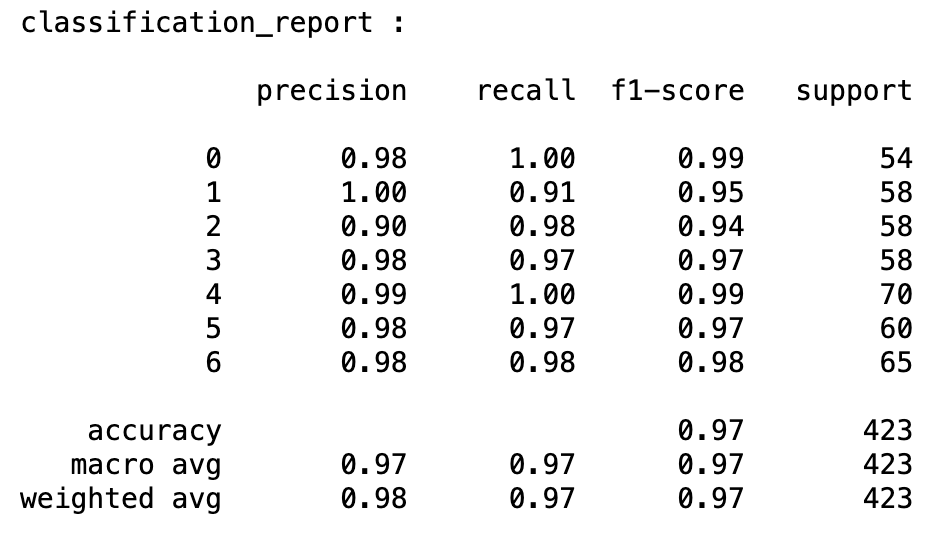 classification_report :
precision recall f1-score support
0 0.98 1.00 0.99 54
1 1.00 0.91 0.95 58
2 0.90 0.98 0.94 58
3 0.98 0.97 0.97 58
4 0.99 1.00 0.99 70
5 0.98 0.97 0.97 60
6 0.98 0.98 0.98 65
accuracy 0.97 423
macro avg 0.97 0.97 0.97 423
weighted avg 0.98 0.97 0.97 423